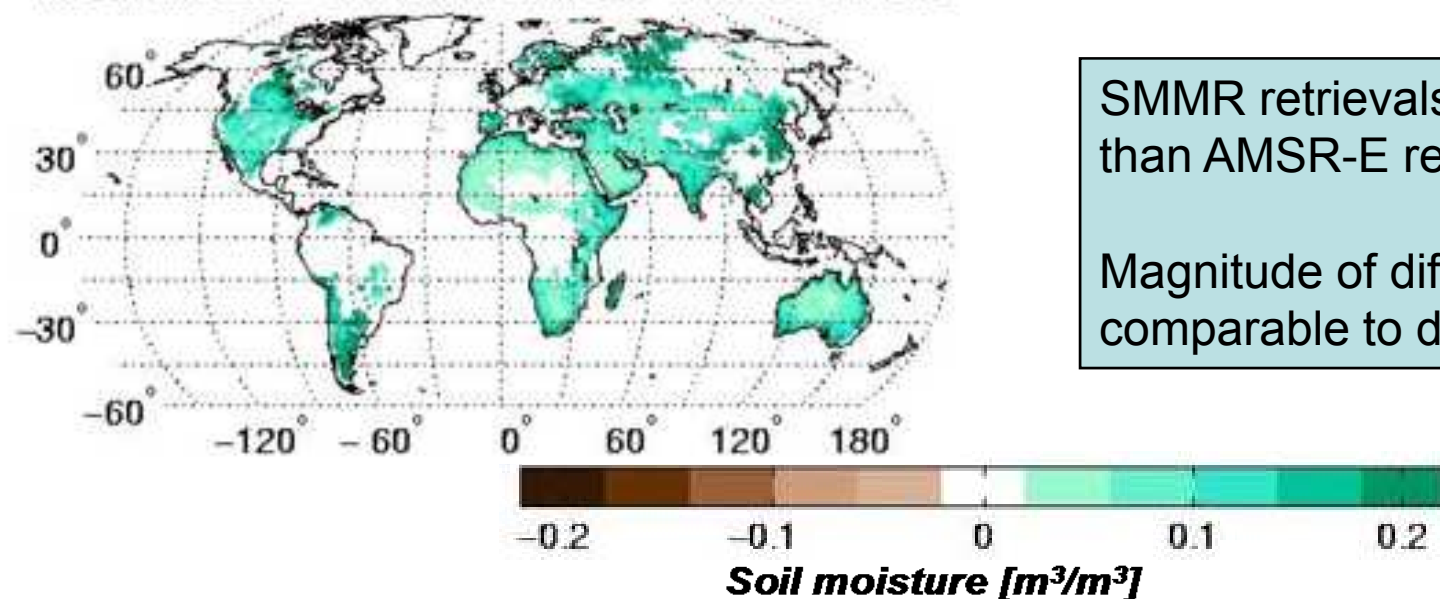 60°
30°
0°
−30°
−60°
−120° − 60° 0° 60° 120° 180°
SMMR retrievals
than AMSR-E re
Magnitude of dif
comparable to d
−0.2 −0.1 0 0.1 0.2
Soil moisture [m³/m³]